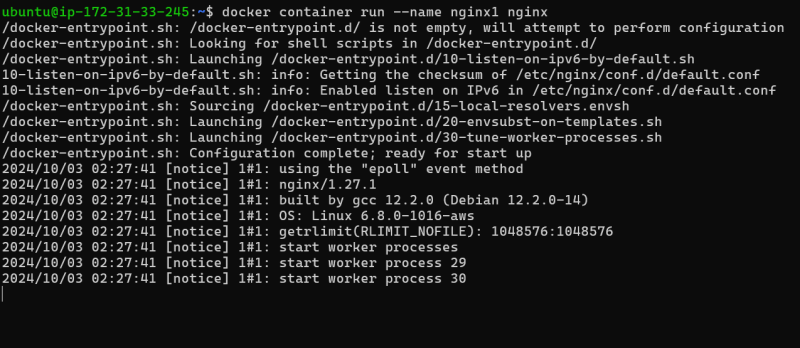 ubuntu@ip-172-31-33-245:~$ docker container run --name nginx1 nginx
/docker-entrypoint.sh: /docker-entrypoint.d/ is not empty, will attempt to perform configuration
/docker-entrypoint.sh: Looking for shell scripts in /docker-entrypoint.d/
/docker-entrypoint.sh: Launching /docker-entrypoint.d/10-listen-on-ipv6-by-default.sh
10-listen-on-ipv6-by-default.sh: info: Getting the checksum of /etc/nginx/conf.d/default.conf
10-listen-on-ipv6-by-default.sh: info: Enabled listen on IPv6 in /etc/nginx/conf.d/default.conf
/docker-entrypoint.sh: Sourcing /docker-entrypoint.d/15-local-resolvers.envsh
/docker-entrypoint.sh: Launching /docker-entrypoint.d/20-envsubst-on-templates.sh
/docker-entrypoint.sh: Launching /docker-entrypoint.d/30-tune-worker-processes.sh
/docker-entrypoint.sh: Configuration complete; ready for start up
2024/10/03 02:27:41 [notice] 1#1: using the "epoll" event method
2024/10/03 02:27:41 [notice] 1#1: nginx/1.27.1
2024/10/03 02:27:41 [notice] 1#1: built by gcc 12.2.0 (Debian 12.2.0-14)
2024/10/03 02:27:41 [notice] 1#1: OS: Linux 6.8.0-1016-aws
2024/10/03 02:27:41 [notice] 1#1: getrlimit(RLIMIT_NOFILE): 1048576:1048576
2024/10/03 02:27:41 [notice] 1#1: start worker processes
2024/10/03 02:27:41 [notice] 1#1: start worker process 29
2024/10/03 02:27:41 [notice] 1#1: start worker process 30